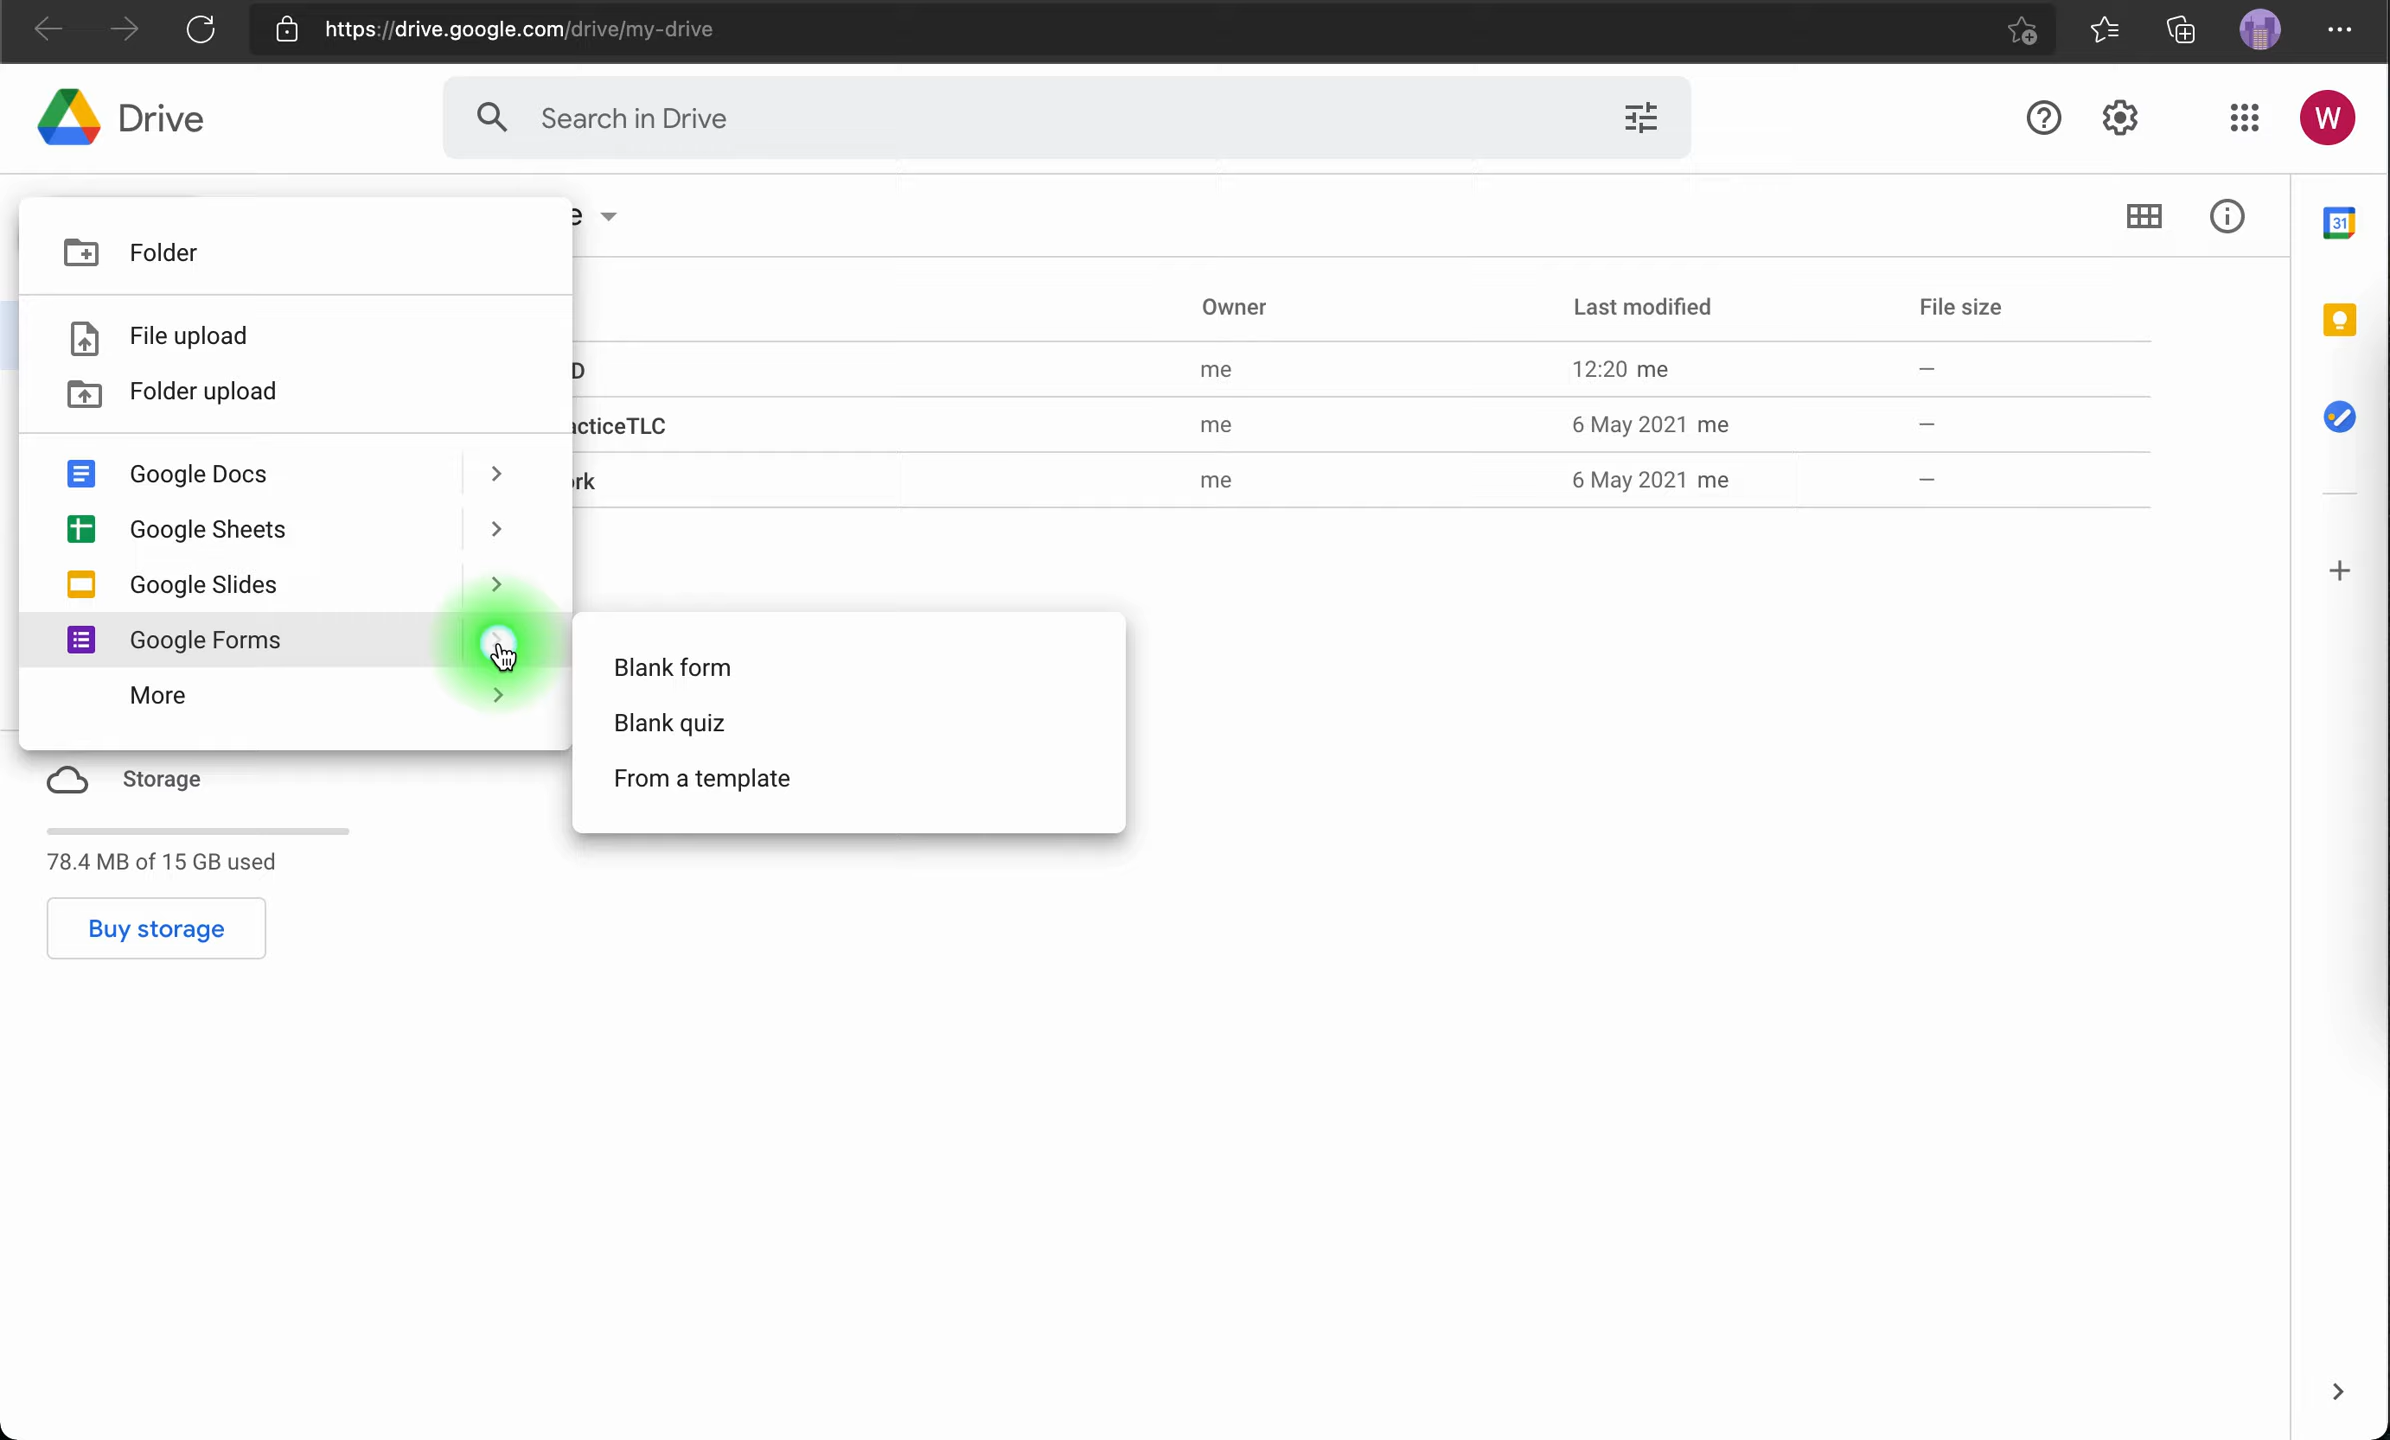 https://drive.google.com/drive/my-drive
Drive
Search in Drive
W
Folder
File upload
Folder upload
Google Docs
Google Sheets
Google Slides
Google Forms
More
Blank form
Blank quiz
From a template
e
Owner Last modified File size
D me 12:20 me –
acticeTLC me 6 May 2021 me –
ork me 6 May 2021 me –
31
Storage
78.4 MB of 15 GB used
Buy storage